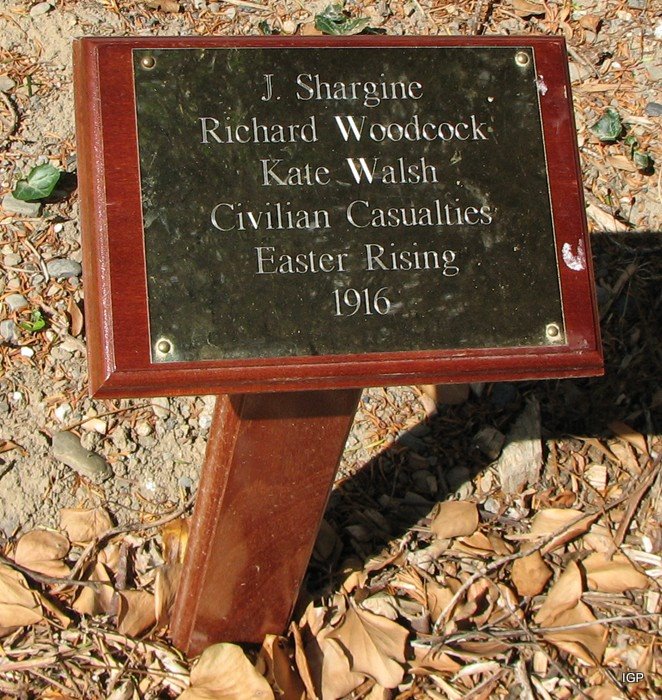 J. Shargine
Richard Woodcock
Kate Walsh
Civilian Casualties
Easter Rising
1916
IGP